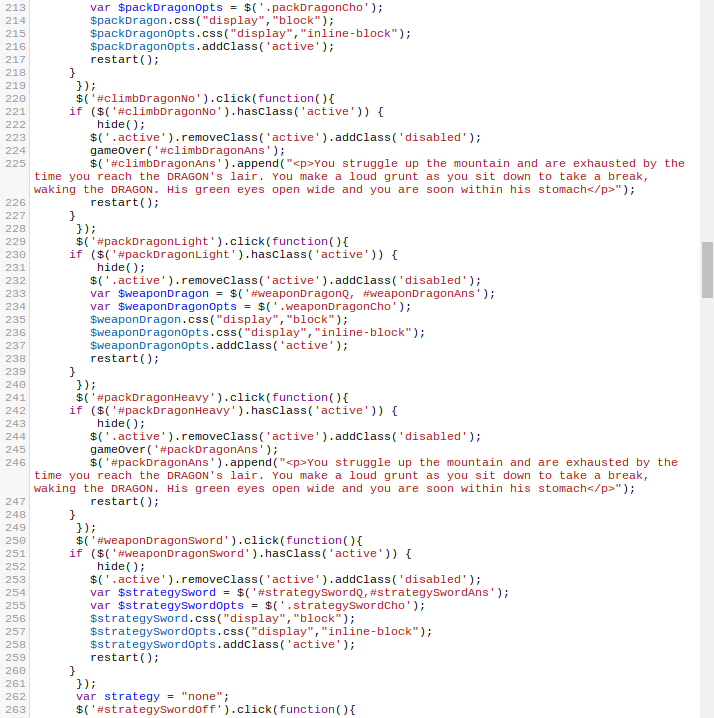 213 var $packDragonOpts = $('.packDragonCho');
214 $packDragon.css("display","block");
215 $packDragonOpts.css("display","inline-block");
216 $packDragonOpts.addClass('active');
217 restart();
218 }
219 });
220 $('#climbDragonNo').click(function(){
221 if ($('#climbDragonNo').hasClass('active')) {
222 hide();
223 $('.active').removeClass('active').addClass('disabled');
224 gameOver('#climbDragonAns');
225 $('#climbDragonAns').append("<p>You struggle up the mountain and are exhausted by the
time you reach the DRAGON's lair. You make a loud grunt as you sit down to take a break,
waking the DRAGON. His green eyes open wide and you are soon within his stomach</p>");
226 restart();
227 }
228 });
229 $('#packDragonLight').click(function(){
230 if ($('#packDragonLight').hasClass('active')) {
231 hide();
232 $('.active').removeClass('active').addClass('disabled');
233 var $weaponDragon = $('#weaponDragonQ, #weaponDragonAns');
234 var $weaponDragonOpts = $('.weaponDragonCho');
235 $weaponDragon.css("display","block");
236 $weaponDragonOpts.css("display","inline-block");
237 $weaponDragonOpts.addClass('active');
238 restart();
239 }
240 });
241 $('#packDragonHeavy').click(function(){
242 if ($('#packDragonHeavy').hasClass('active')) {
243 hide();
244 $('.active').removeClass('active').addClass('disabled');
245 gameOver('#packDragonAns');
246 $('#packDragonAns').append("<p>You struggle up the mountain and are exhausted by the
time you reach the DRAGON's lair. You make a loud grunt as you sit down to take a break,
waking the DRAGON. His green eyes open wide and you are soon within his stomach</p>");
247 restart();
248 }
249 });
250 $('#weaponDragonSword').click(function(){
251 if ($('#weaponDragonSword').hasClass('active')) {
252 hide();
253 $('.active').removeClass('active').addClass('disabled');
254 var $strategySword = $('#strategySwordQ,#strategySwordAns');
255 var $strategySwordOpts = $('.strategySwordCho');
256 $strategySword.css("display","block");
257 $strategySwordOpts.css("display","inline-block");
258 $strategySwordOpts.addClass('active');
259 restart();
260 }
261 });
262 var strategy = "none";
263 $('#strategySwordOff').click(function(){